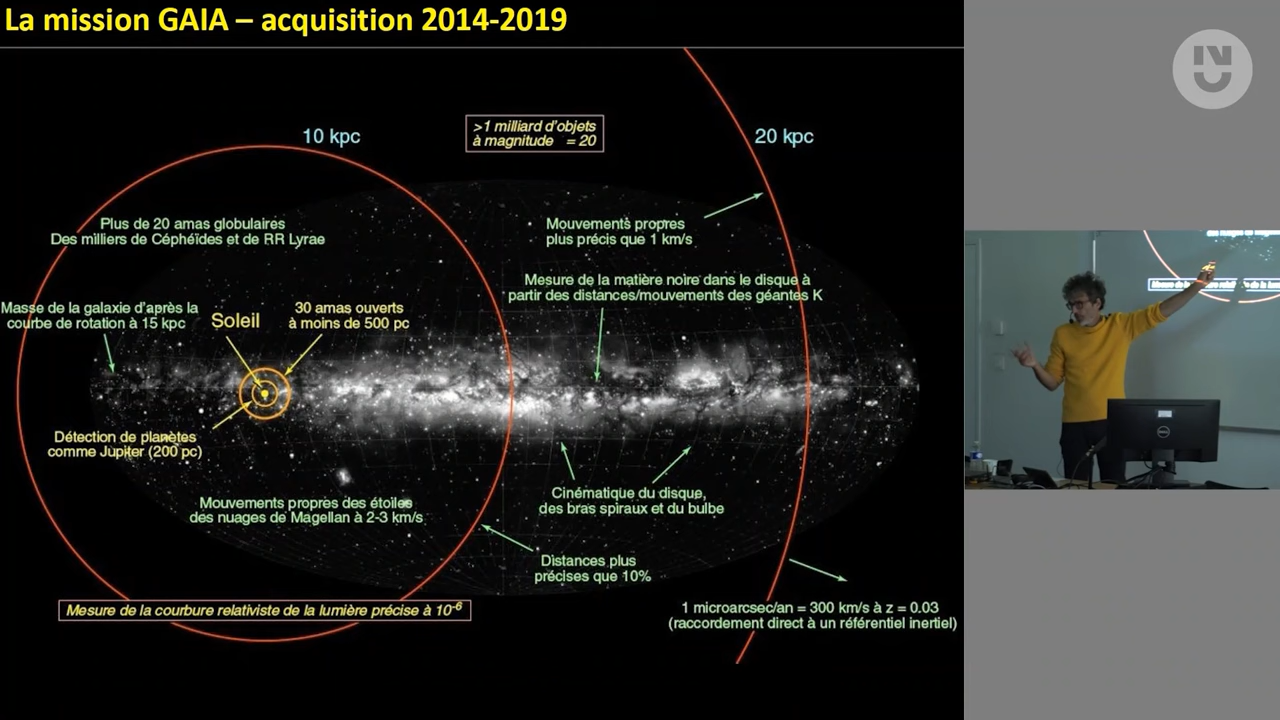 La mission GAIA – acquisition 2014-2019
10 kpc
>1 milliard d'objets
à magnitude = 20
20 kpc
Plus de 20 amas globulaires
Des milliers de Céphéïdes et de RR Lyrae
Mouvements propres
plus précis que 1 km/s
Mesure de la matière noire dans le disque à
partir des distances/mouvements des géantes K
Masse de la galaxie d'après la
courbe de rotation à 15 kpc
Soleil
30 amas ouverts
à moins de 500 pc
Détection de planètes
comme Jupiter (200 pc)
Mouvements propres des étoiles
des nuages de Magellan à 2-3 km/s
Cinématique du disque,
des bras spiraux et du bulbe
Distances plus
précises que 10%
Mesure de la courbure relativiste de la lumière précise à 10⁻⁶
1 microarcsec/an = 300 km/s à z = 0.03
(raccordement direct à un référentiel inertiel)
DELL